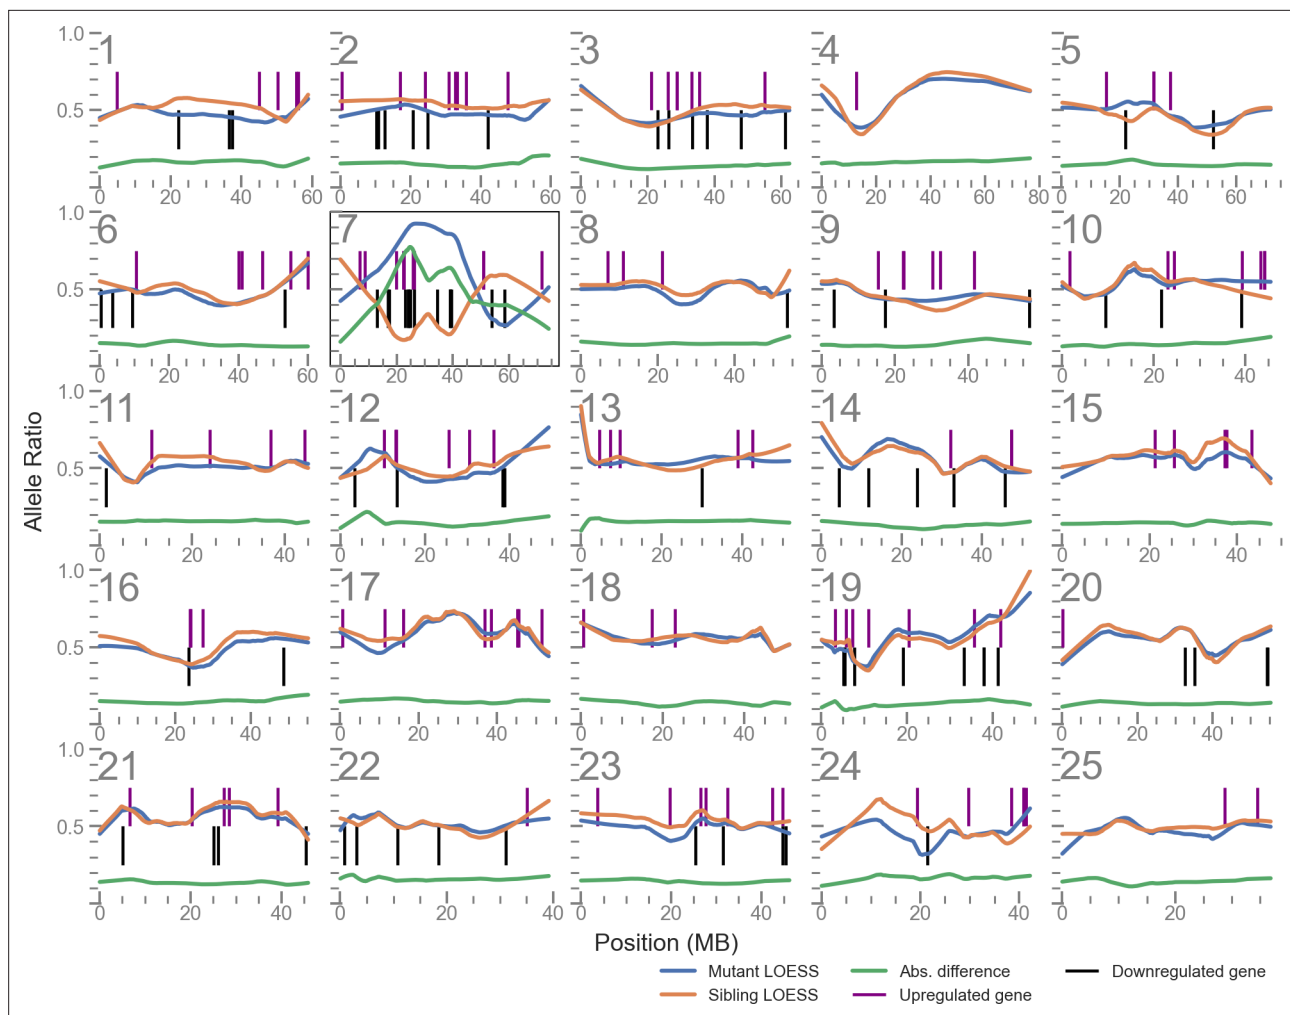 1.0 1 2 3 4 5
0.5
0 20 40 60 0 20 40 60 0 20 40 60 0 20 40 60 80 0 20 40 60
1.0 6 7 8 9 10
0.5
0 20 40 60 0 20 40 60 0 20 40 0 20 40 0 20 40
1.0 11 12 13 14 15
0.5
0 20 40 0 20 40 0 20 40 0 20 40 0 20 40
1.0 16 17 18 19 20
0.5
0 20 40 0 20 40 0 20 40 0 20 40 0 20 40
1.0 21 22 23 24 25
0.5
0 20 40 0 20 40 0 20 40 0 20 40 0 20
Allele Ratio
Position (MB)
Mutant LOESS Abs. difference Downregulated gene
Sibling LOESS Upregulated gene